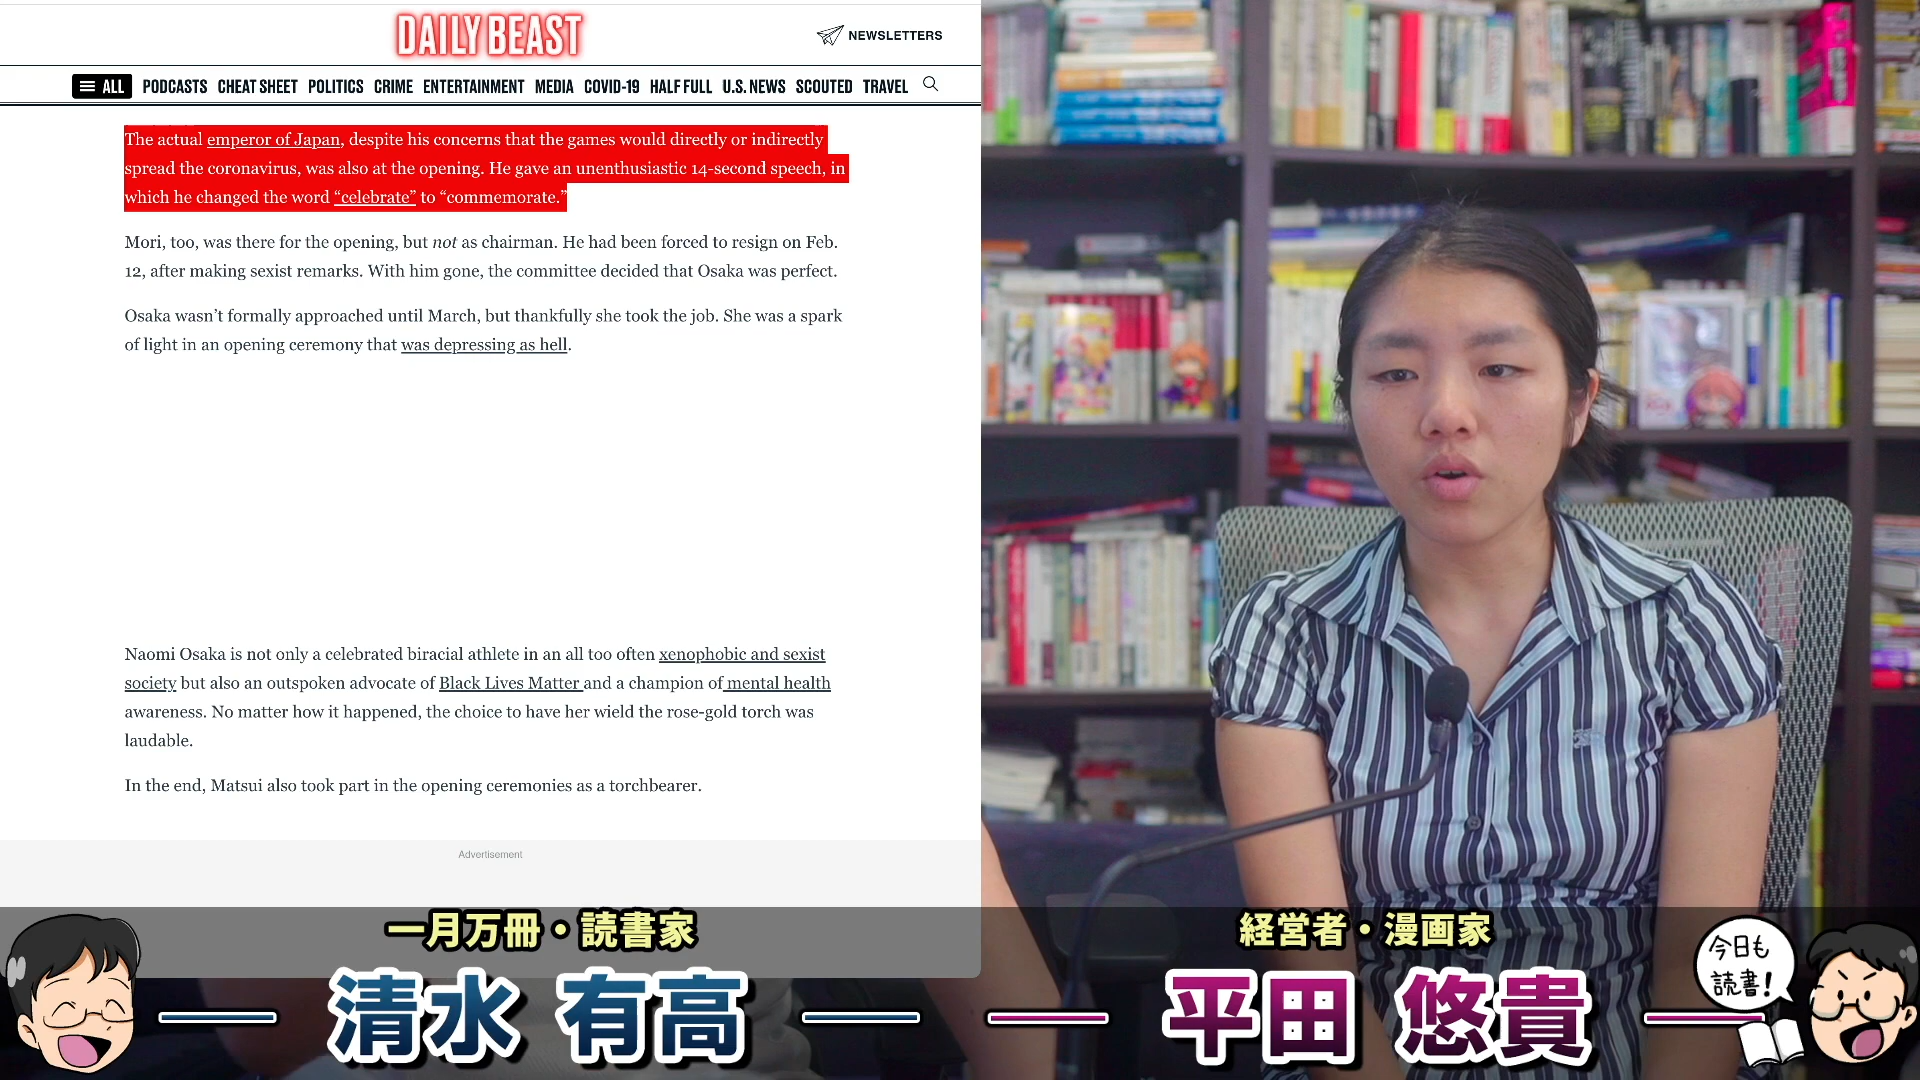 DAILY BEAST
NEWSLETTERS
ALL PODCASTS CHEAT SHEET POLITICS CRIME ENTERTAINMENT MEDIA COVID-19 HALF FULL U.S. NEWS SCOUTED TRAVEL
The actual emperor of Japan, despite his concerns that the games would directly or indirectly
spread the coronavirus, was also at the opening. He gave an unenthusiastic 14-second speech, in
which he changed the word “celebrate” to “commemorate.”
Mori, too, was there for the opening, but not as chairman. He had been forced to resign on Feb.
12, after making sexist remarks. With him gone, the committee decided that Osaka was perfect.
Osaka wasn’t formally approached until March, but thankfully she took the job. She was a spark
of light in an opening ceremony that was depressing as hell.
Naomi Osaka is not only a celebrated biracial athlete in an all too often xenophobic and sexist
society but also an outspoken advocate of Black Lives Matter and a champion of mental health
awareness. No matter how it happened, the choice to have her wield the rose-gold torch was
laudable.
In the end, Matsui also took part in the opening ceremonies as a torchbearer.
Advertisement
一月万冊・読書家
清水 有高
経営者・漫画家
平田 悠貴
今日も
読書!